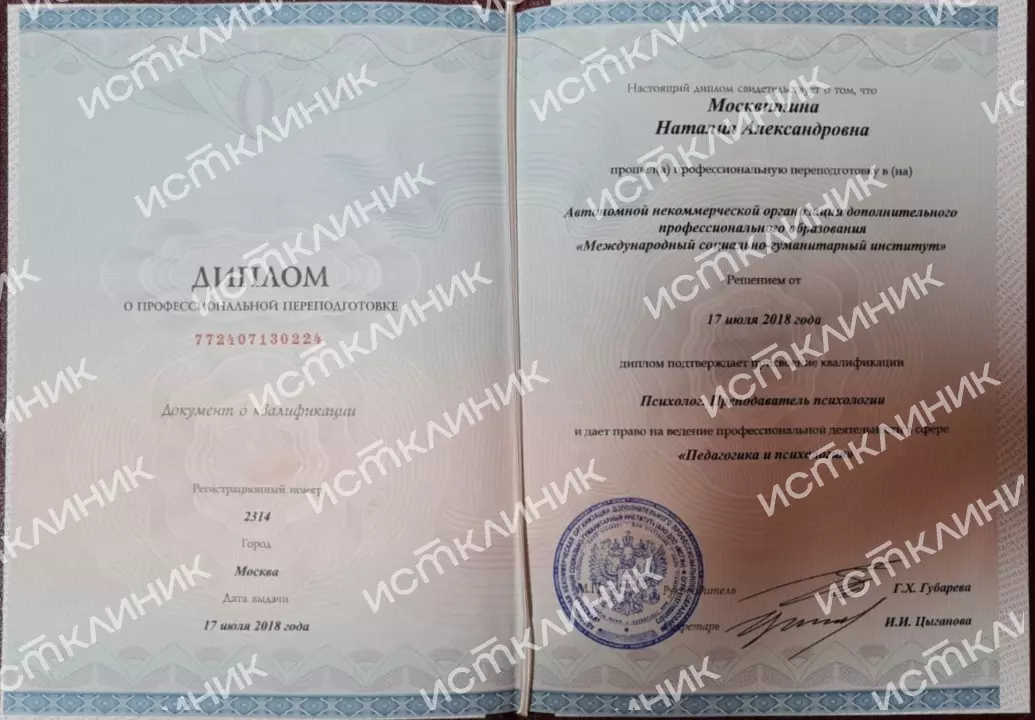 ДИПЛОМ
О ПРОФЕССИОНАЛЬНОЙ ПЕРЕПОДГОТОВКЕ
772407130224
Документ о квалификации
Регистрационный номер
2314
Город
Москва
Дата выдачи
17 июля 2018 года
Настоящий диплом свидетельствует о том, что
Наталия Александровна
прошел(а) профессиональную переподготовку в (на)
Автономной некоммерческой организации дополнительного
профессионального образования
«Международный социально-гуманитарный институт»
Решением от
17 июля 2018 года
диплом подтверждает присвоение квалификации
Психолог. Преподаватель психологии
и дает право на ведение профессиональной деятельности в сфере
«Педагогика и психология»
М.П.
Руководитель
Г.Х. Губарева
Секретарь
И.И. Цыганова
ИСТКЛИНИК